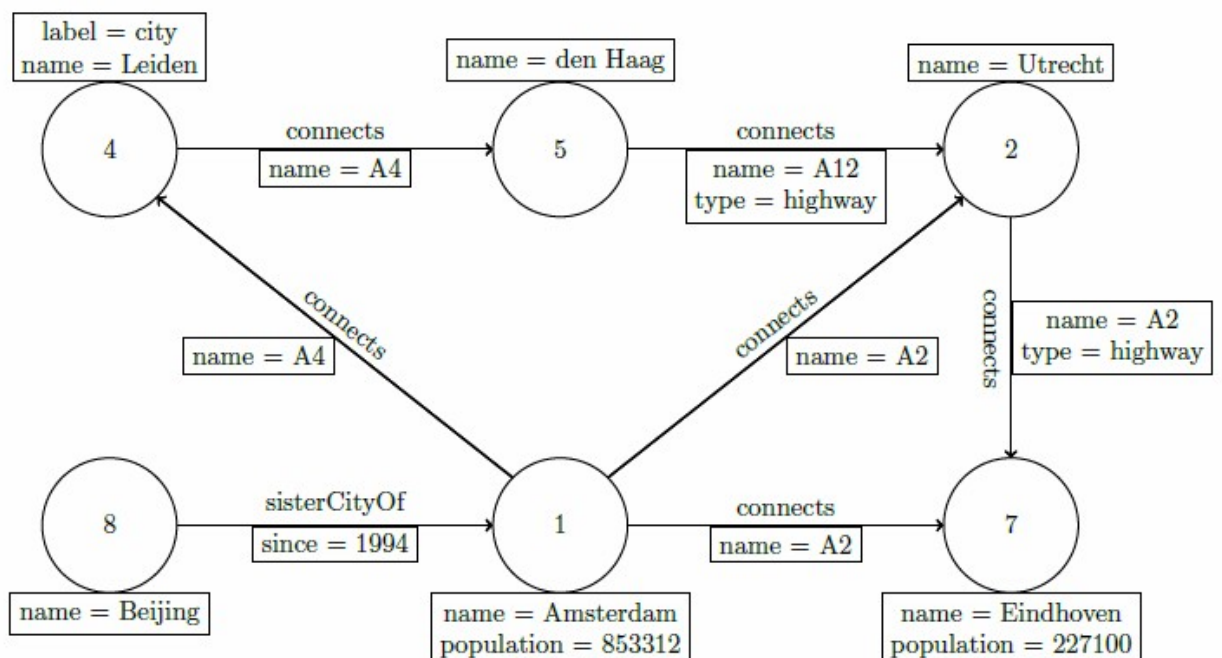 label = city
name = Leiden
name = den Haag
name = Utrecht
4
connects
name = A4
5
connects
name = A12
type = highway
2
connects
name = A4
connects
name = A2
connects
name = A2
type = highway
8
sisterCityOf
since = 1994
1
connects
name = A2
7
name = Beijing
name = Amsterdam
population = 853312
name = Eindhoven
population = 227100